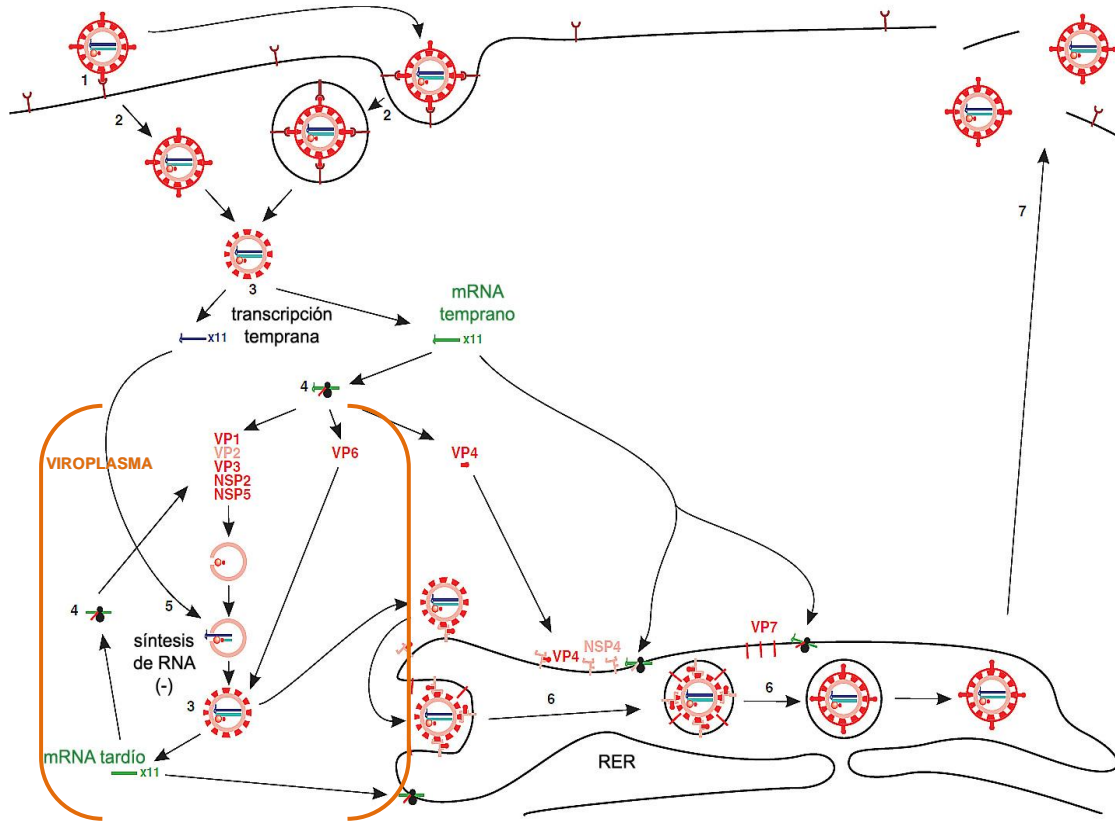 1
2
2
3
7
transcripción
temprana
x11
mRNA
temprano
x11
4
VIROPLASMA
VP1
VP2
VP3
NSP2
NSP5
VP6
VP4
4
5
síntesis
de RNA
(-)
3
mRNA tardío
x11
VP4
NSP4
VP7
6
6
RER